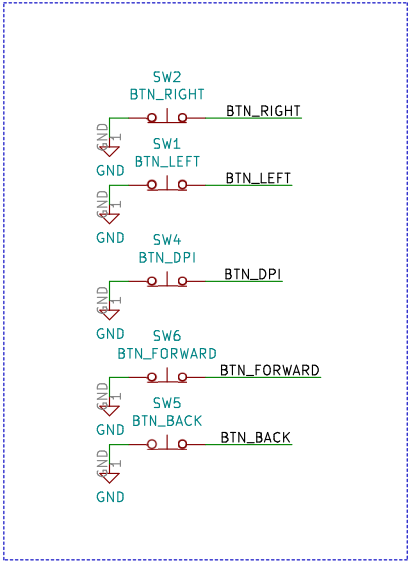 SW2
BTN_RIGHT
BTN_RIGHT
GND
1
GND
SW1
BTN_LEFT
BTN_LEFT
GND
1
GND
SW4
BTN_DPI
BTN_DPI
GND
1
GND
SW6
BTN_FORWARD
BTN_FORWARD
GND
1
GND
SW5
BTN_BACK
BTN_BACK
GND
1
GND